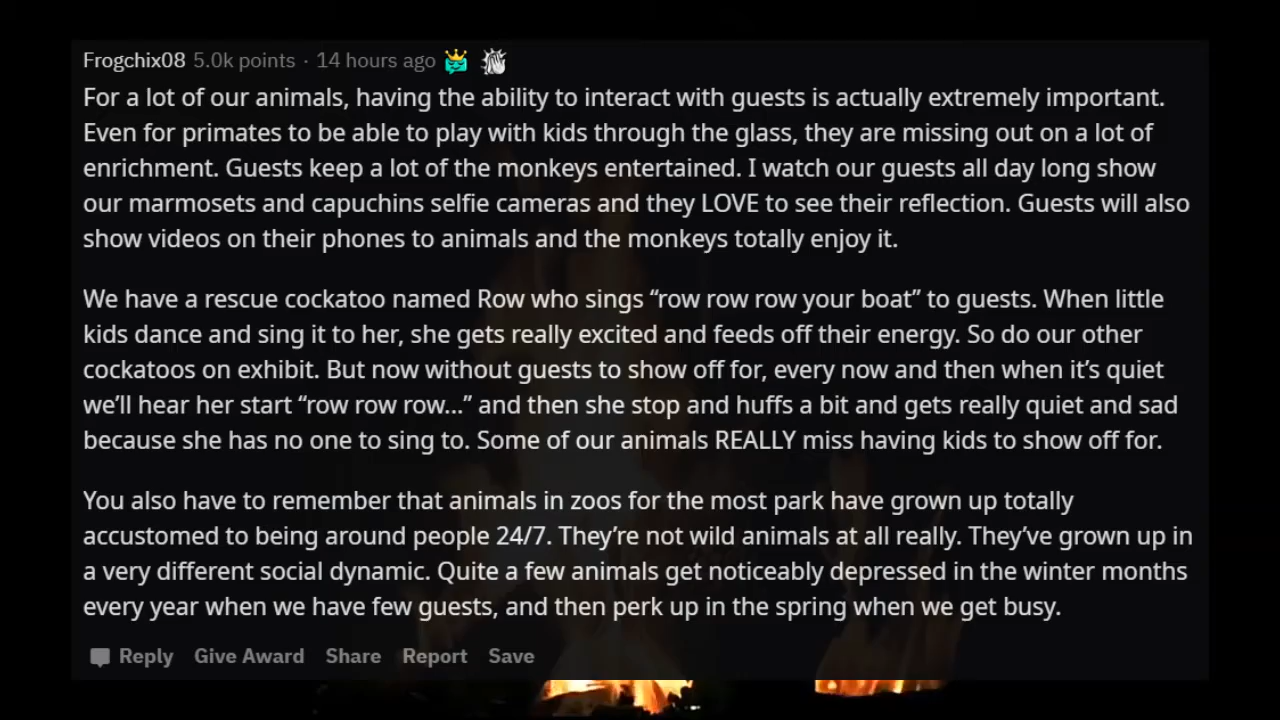 Frogchix08 5.0k points · 14 hours ago
For a lot of our animals, having the ability to interact with guests is actually extremely important.
Even for primates to be able to play with kids through the glass, they are missing out on a lot of
enrichment. Guests keep a lot of the monkeys entertained. I watch our guests all day long show
our marmosets and capuchins selfie cameras and they LOVE to see their reflection. Guests will also
show videos on their phones to animals and the monkeys totally enjoy it.
We have a rescue cockatoo named Row who sings “row row row your boat” to guests. When little
kids dance and sing it to her, she gets really excited and feeds off their energy. So do our other
cockatoos on exhibit. But now without guests to show off for, every now and then when it’s quiet
we’ll hear her start “row row row...” and then she stop and huffs a bit and gets really quiet and sad
because she has no one to sing to. Some of our animals REALLY miss having kids to show off for.
You also have to remember that animals in zoos for the most park have grown up totally
accustomed to being around people 24/7. They’re not wild animals at all really. They’ve grown up in
a very different social dynamic. Quite a few animals get noticeably depressed in the winter months
every year when we have few guests, and then perk up in the spring when we get busy.
Reply Give Award Share Report Save